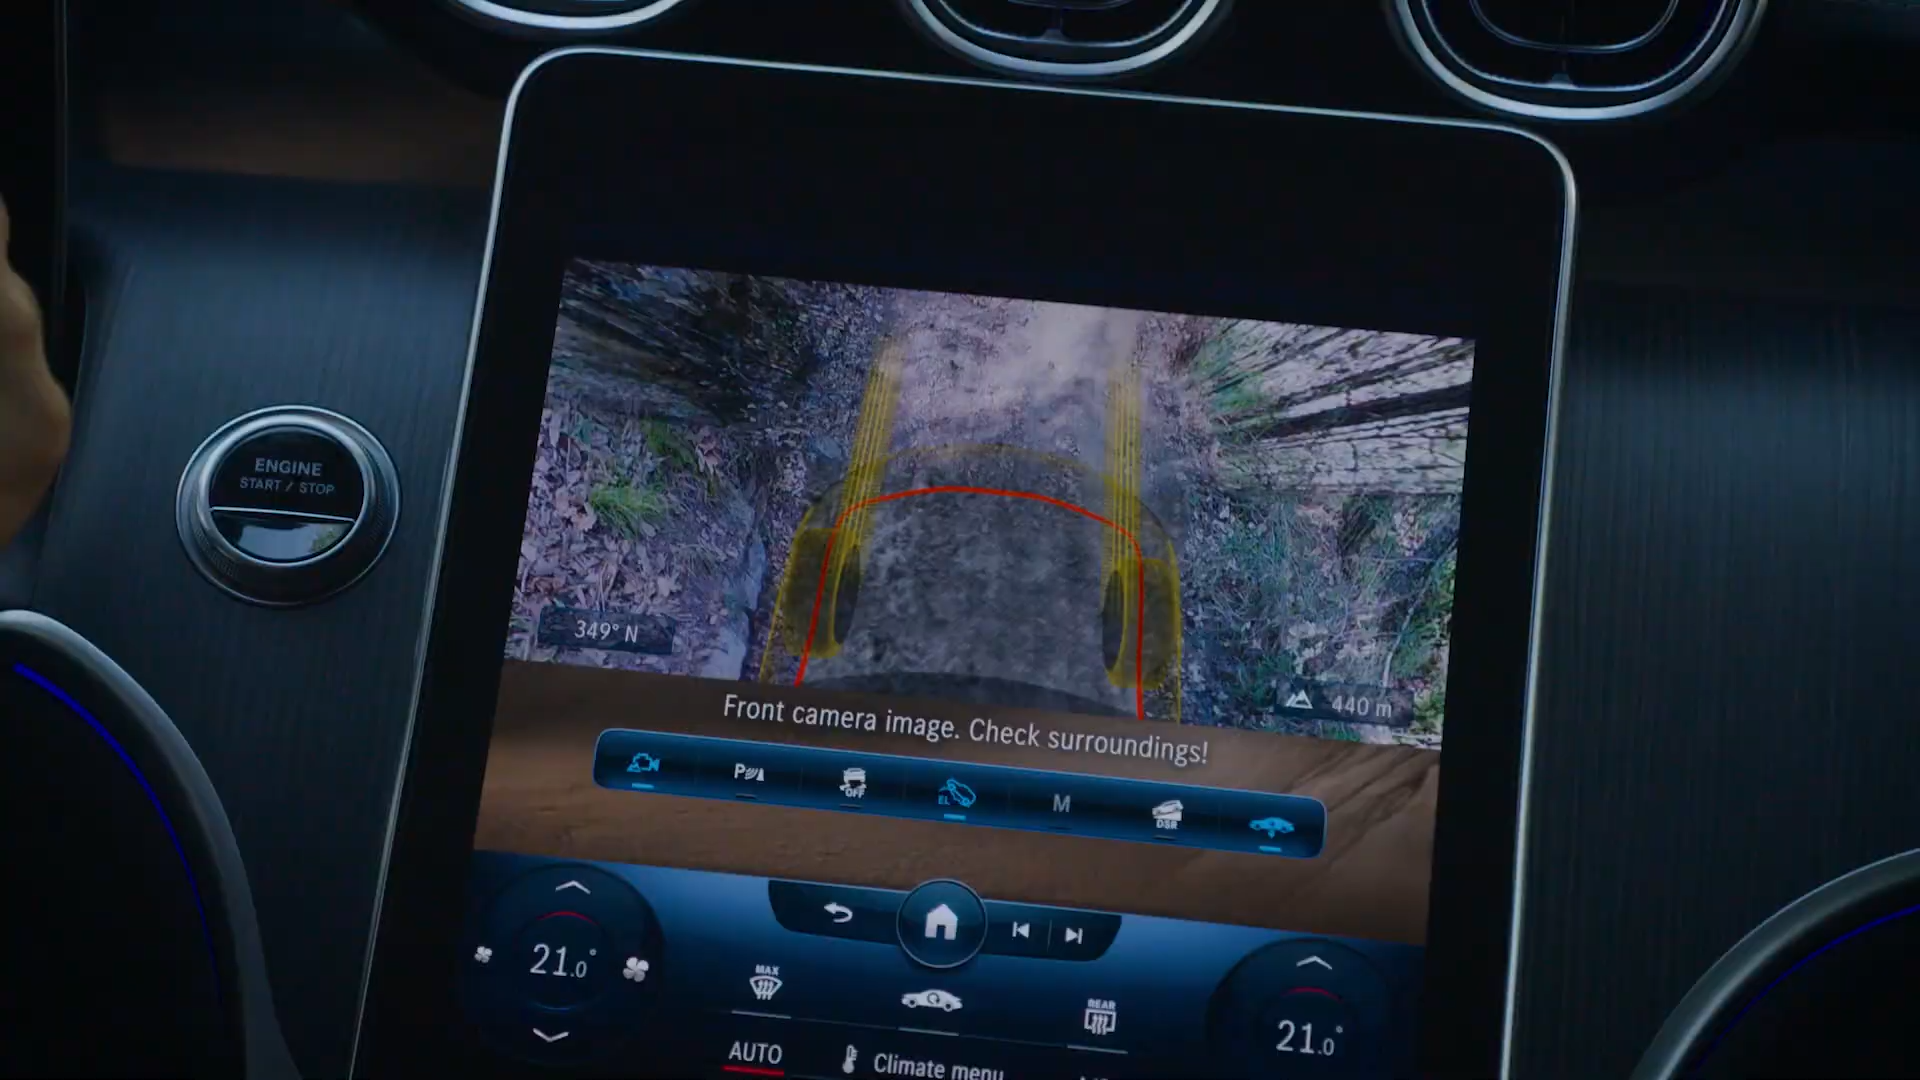 ENGINE
START / STOP
349° N
440 m
Front camera image. Check surroundings!
P
OFF
EL
M
DSR
21.0°
MAX
REAR
21.0°
AUTO
Climate menu